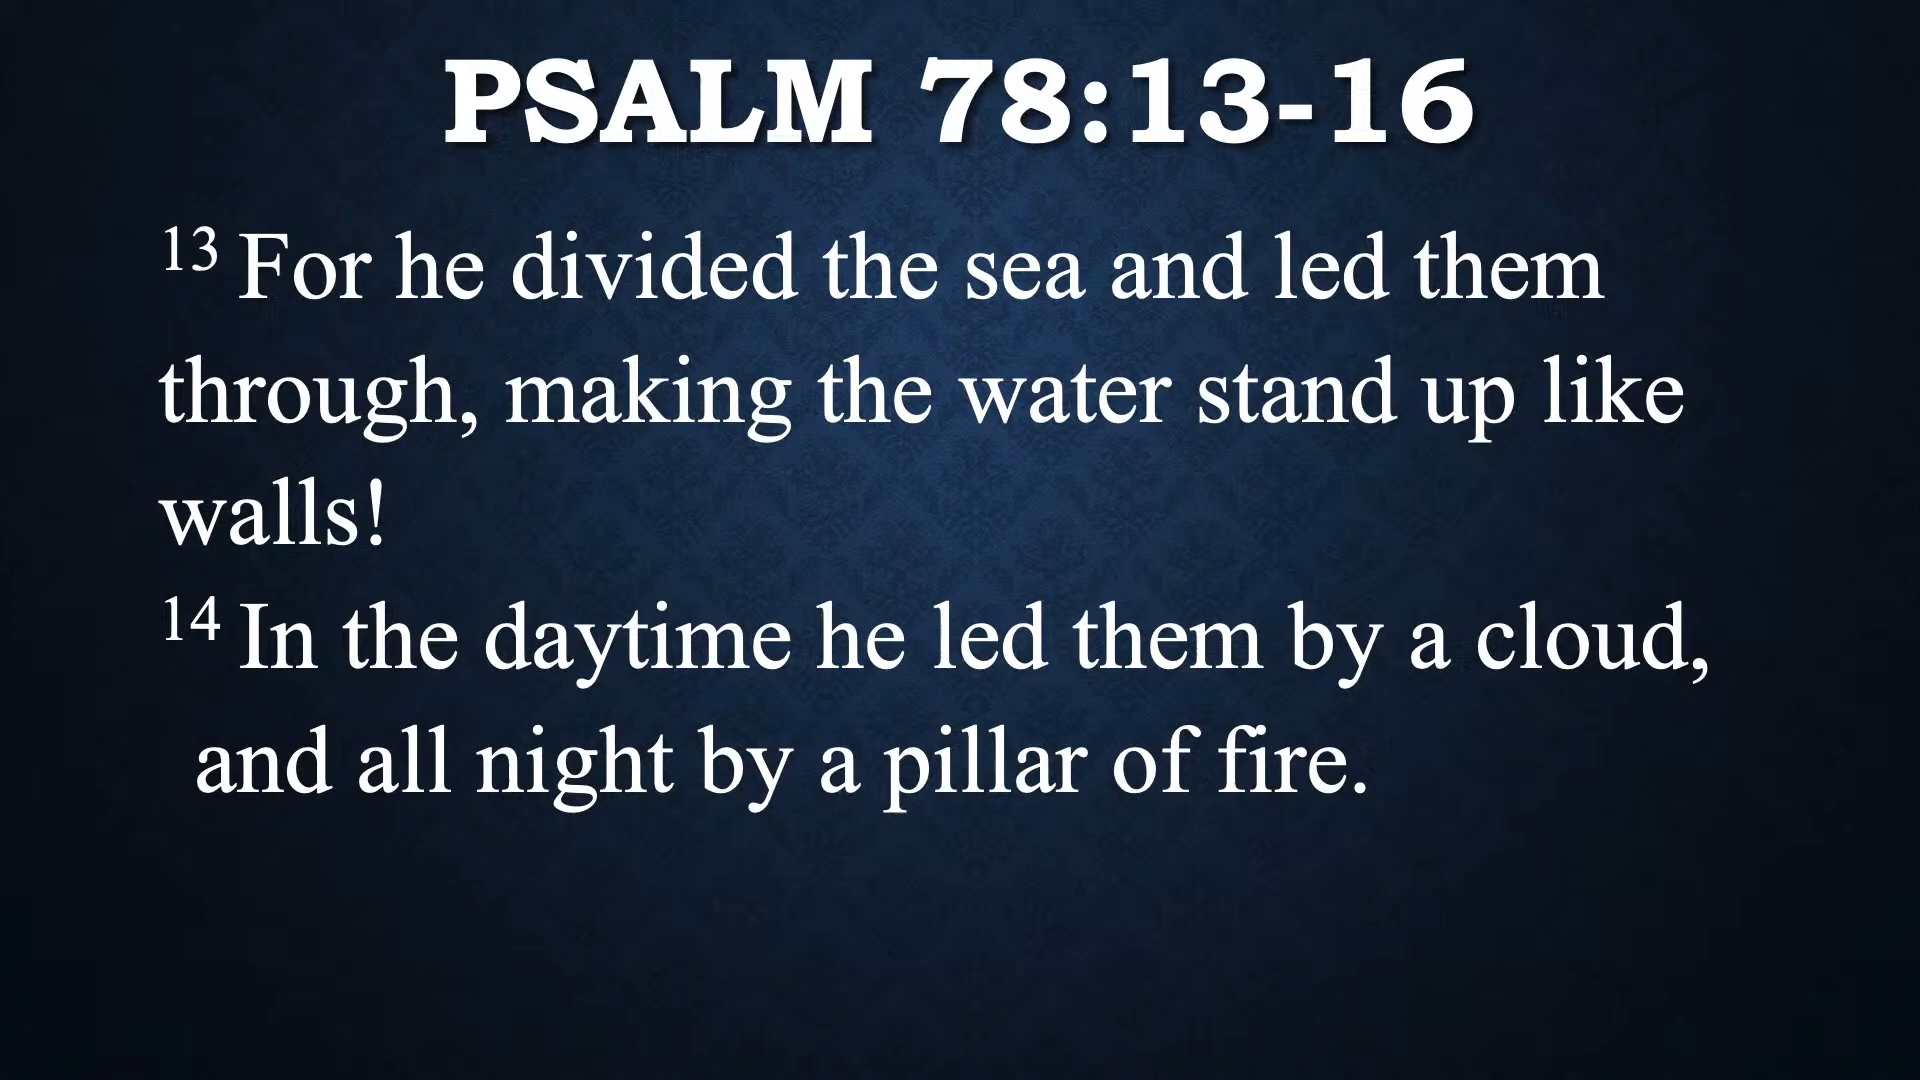 PSALM 78:13-16
13 For he divided the sea and led them
through, making the water stand up like
walls!
14 In the daytime he led them by a cloud,
and all night by a pillar of fire.